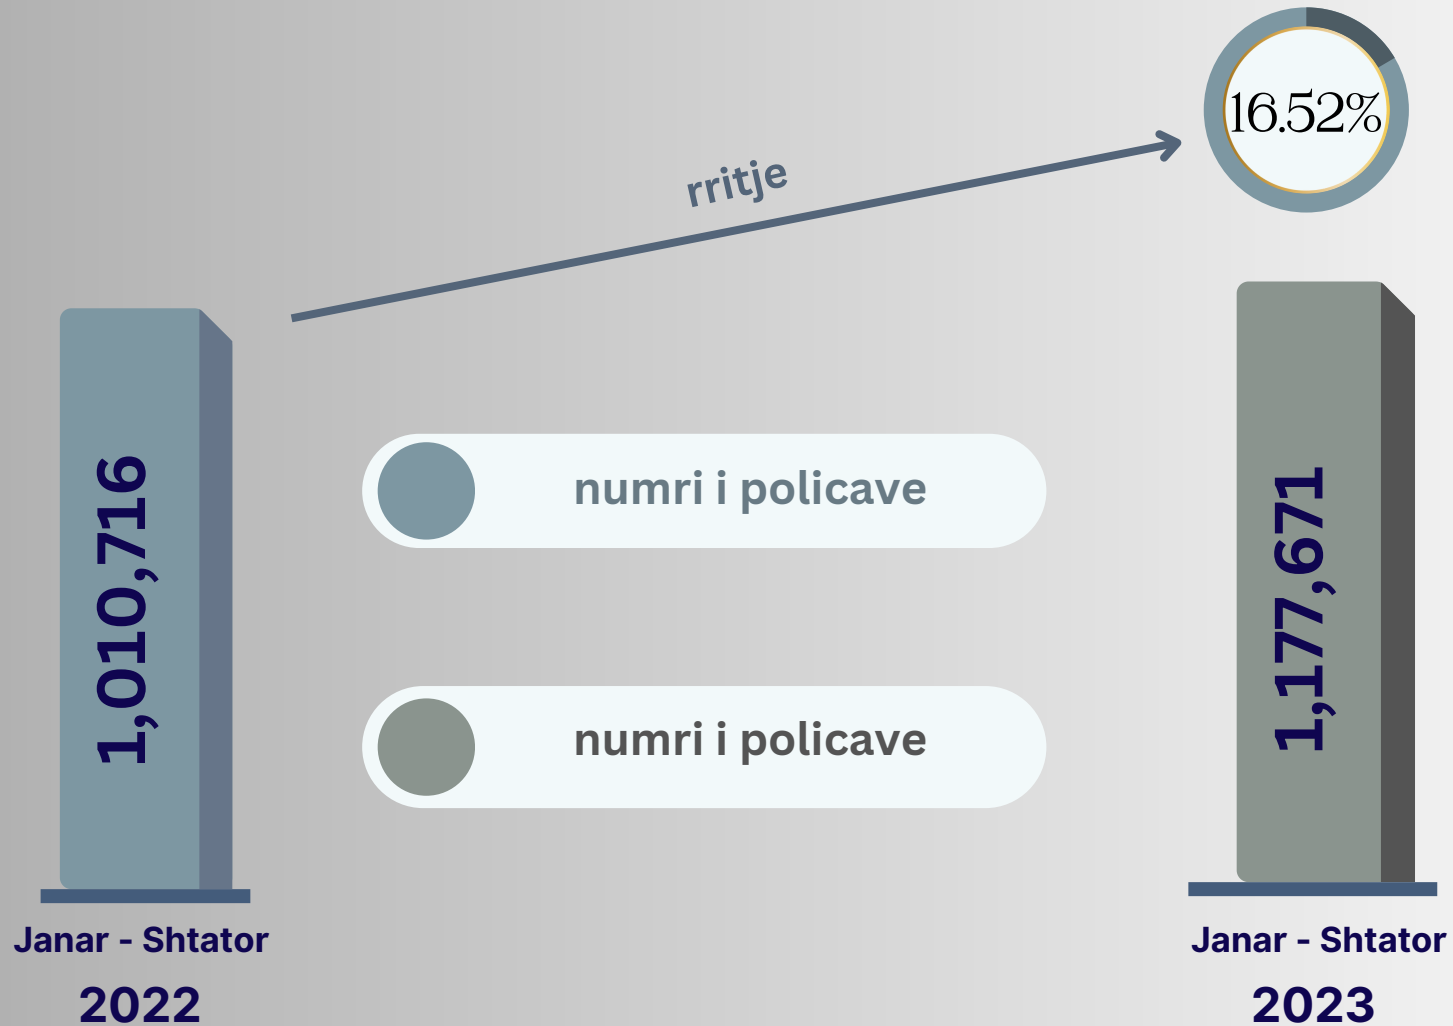 16.52%
rritje
1,010,716
numri i policave
numri i policave
1,177,671
Janar - Shtator
2022
Janar - Shtator
2023